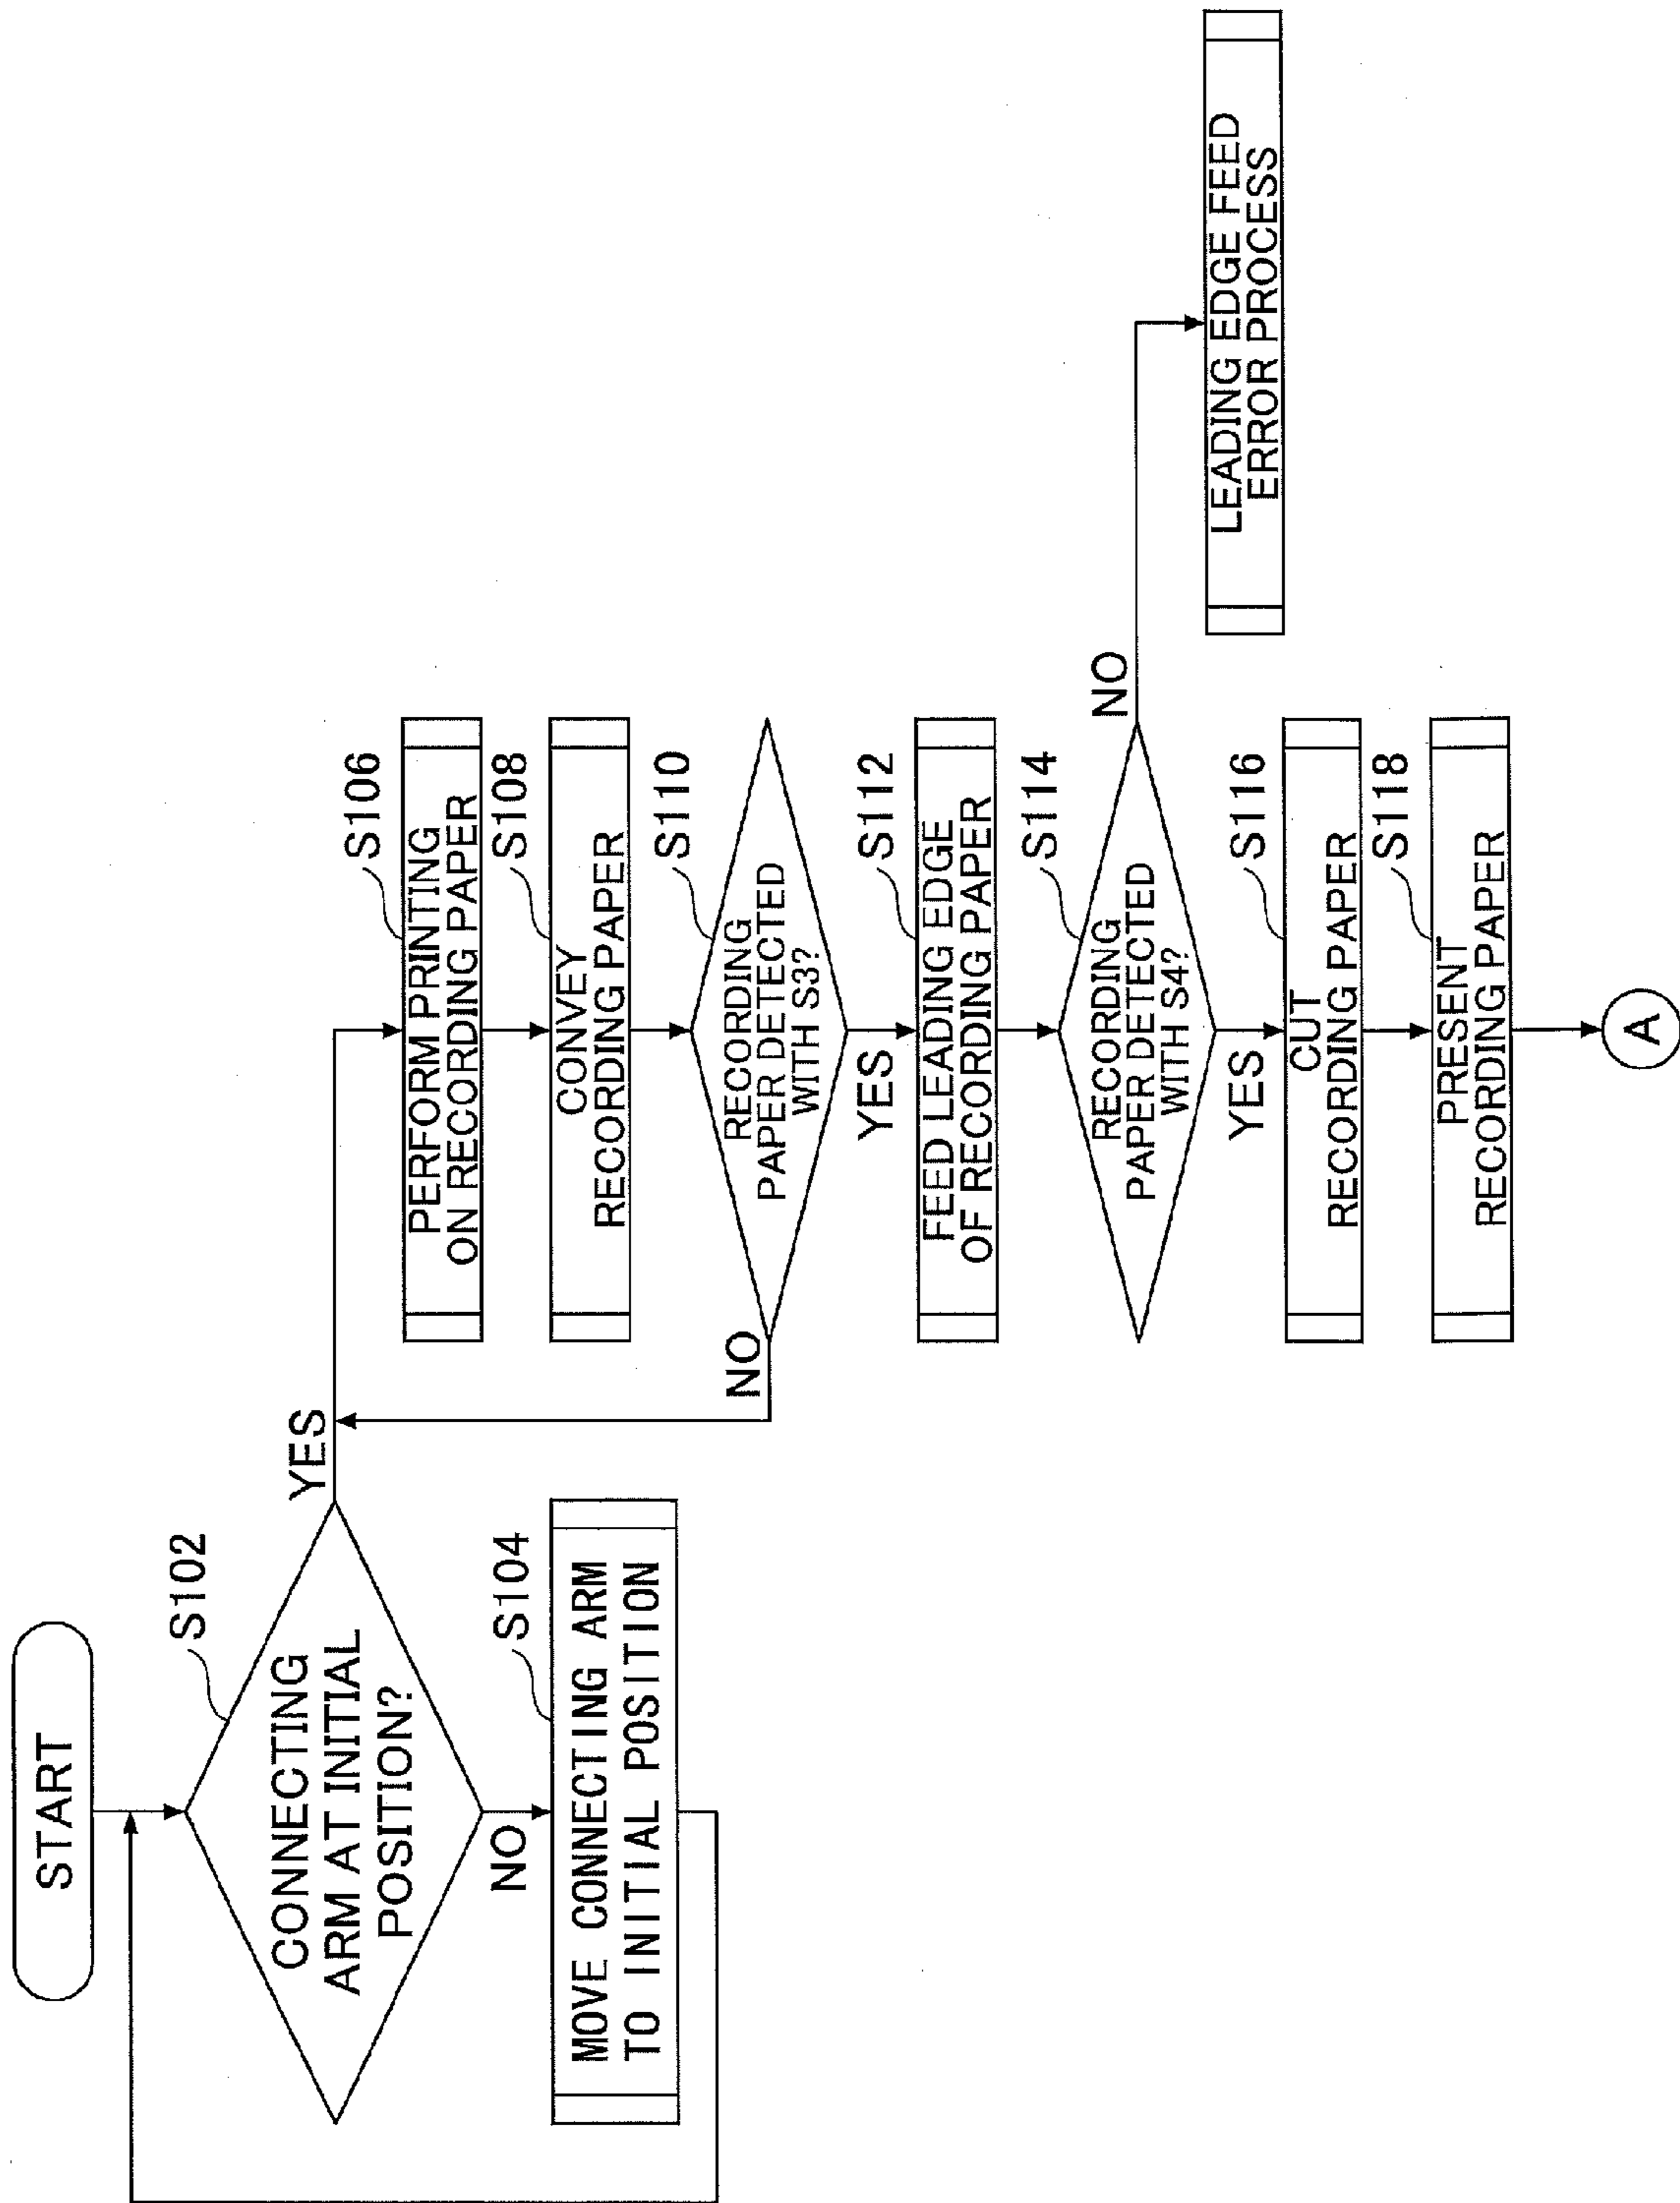 START
CONNECTING
ARM AT INITIAL
POSITION?
S102
YES
NO
MOVE CONNECTING ARM
TO INITIAL POSITION
S104
PERFORM PRINTING
ON RECORDING PAPER
S106
CONVEY
RECORDING PAPER
S108
RECORDING
PAPER DETECTED
WITH S3?
S110
NO
YES
FEED LEADING EDGE
OF RECORDING PAPER
S112
RECORDING
PAPER DETECTED
WITH S4?
S114
NO
YES
LEADING EDGE FEED
ERROR PROCESS
CUT
RECORDING PAPER
S116
PRESENT
RECORDING PAPER
S118
A